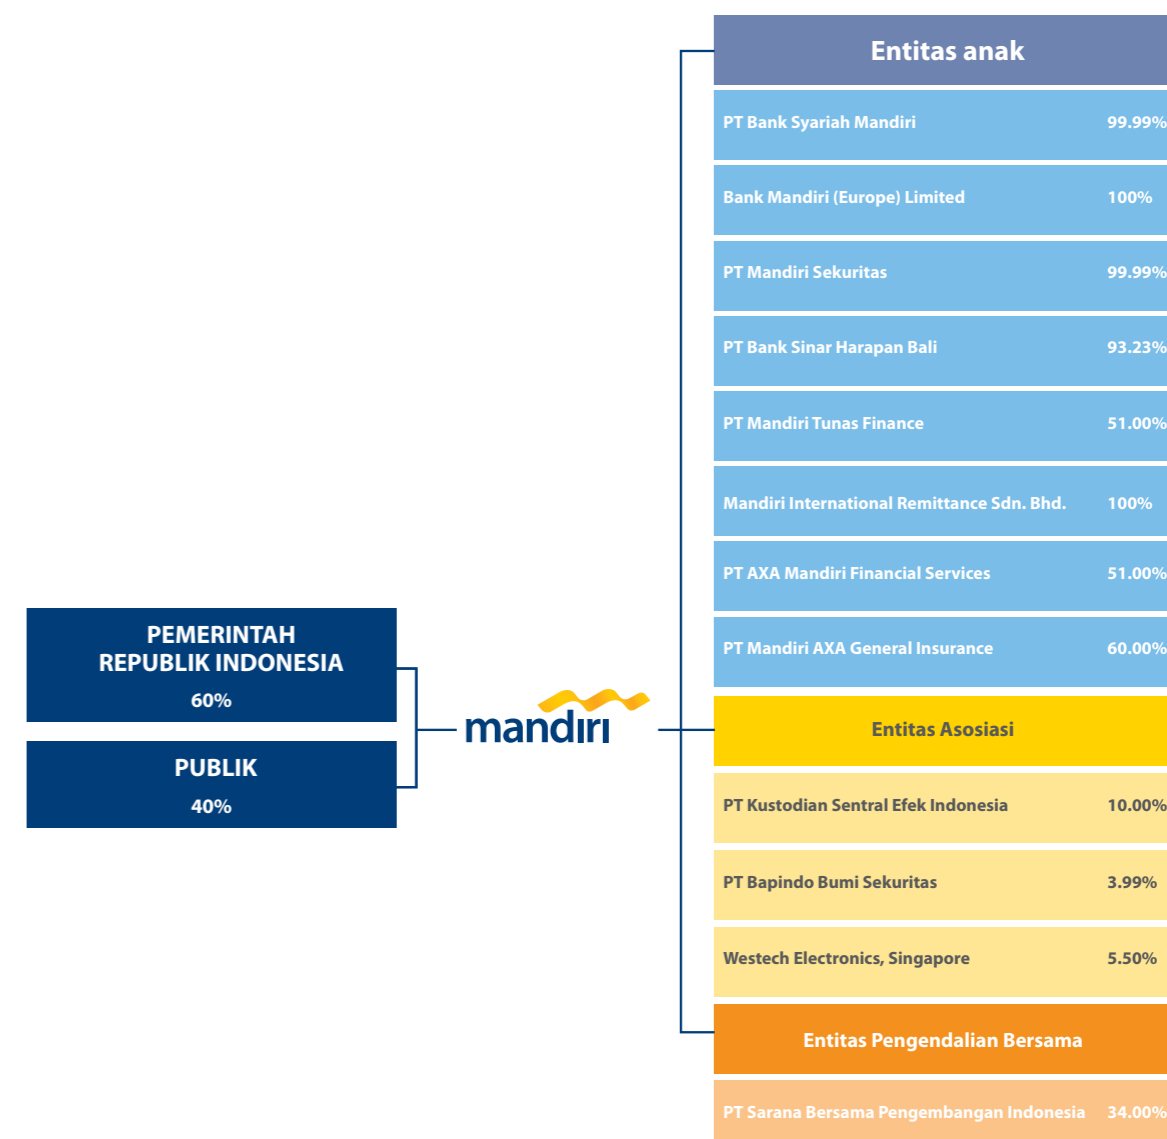 Entitas anak
PT Bank Syariah Mandiri 99.99%
Bank Mandiri (Europe) Limited 100%
PT Mandiri Sekuritas 99.99%
PT Bank Sinar Harapan Bali 93.23%
PT Mandiri Tunas Finance 51.00%
Mandiri International Remittance Sdn. Bhd. 100%
PT AXA Mandiri Financial Services 51.00%
PT Mandiri AXA General Insurance 60.00%
PEMERINTAH
REPUBLIK INDONESIA
60%
PUBLIK
40%
mandiri
Entitas Asosiasi
PT Kustodian Sentral Efek Indonesia 10.00%
PT Bapindo Bumi Sekuritas 3.99%
Westech Electronics, Singapore 5.50%
Entitas Pengendalian Bersama
PT Sarana Bersama Pengembangan Indonesia 34.00%